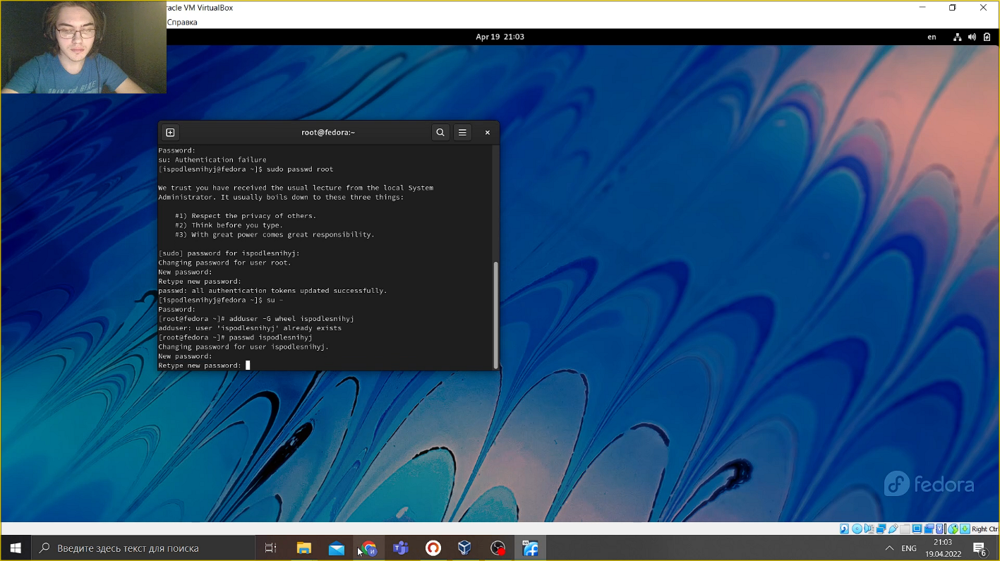 racle VM VirtualBox
Справка
Apr 19 21:03
en
root@fedora:~
Password:
su: Authentication failure
[ispodlesnihyj@fedora ~]$ sudo passwd root
We trust you have received the usual lecture from the local System
Administrator. It usually boils down to these three things:
#1) Respect the privacy of others.
#2) Think before you type.
#3) With great power comes great responsibility.
[sudo] password for ispodlesnihyj:
Changing password for user root.
New password:
Retype new password:
passwd: all authentication tokens updated successfully.
[ispodlesnihyj@fedora ~]$ su -
Password:
[root@fedora ~]# adduser -G wheel ispodlesnihyj
adduser: user 'ispodlesnihyj' already exists
[root@fedora ~]# passwd ispodlesnihyj
Changing password for user ispodlesnihyj.
New password:
Retype new password:
fedora
Right Ctrl
Введите здесь текст для поиска
ENG
21:03
19.04.2022
6